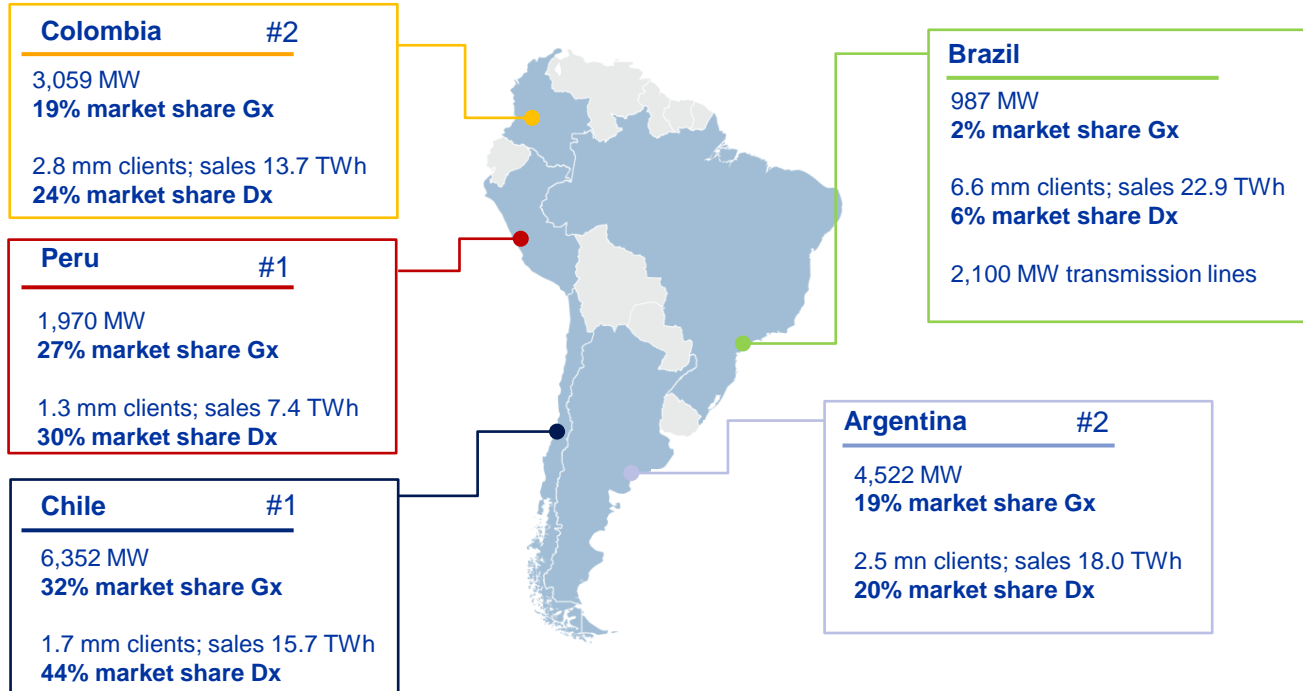 Colombia #2
3,059 MW
19% market share Gx
2.8 mm clients; sales 13.7 TWh
24% market share Dx
Peru #1
1,970 MW
27% market share Gx
1.3 mm clients; sales 7.4 TWh
30% market share Dx
Chile #1
6,352 MW
32% market share Gx
1.7 mm clients; sales 15.7 TWh
44% market share Dx
Brazil
987 MW
2% market share Gx
6.6 mm clients; sales 22.9 TWh
6% market share Dx
2,100 MW transmission lines
Argentina #2
4,522 MW
19% market share Gx
2.5 mn clients; sales 18.0 TWh
20% market share Dx